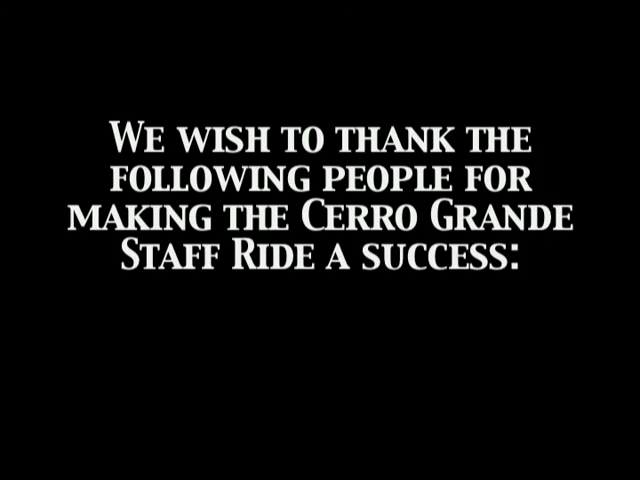 We wish to thank the
following people for
making the Cerro Grande
Staff Ride a success: